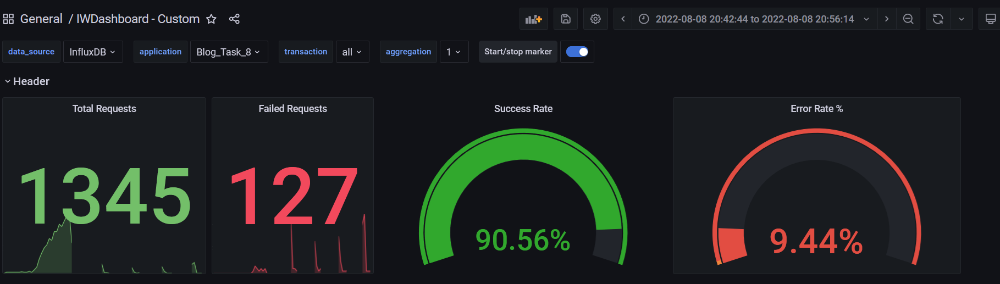 General / IWDashboard - Custom
2022-08-08 20:42:44 to 2022-08-08 20:56:14
data_source InfluxDB application Blog_Task_8 transaction all aggregation 1 Start/stop marker
Header
Total Requests
1345
Failed Requests
127
Success Rate
90.56%
Error Rate %
9.44%